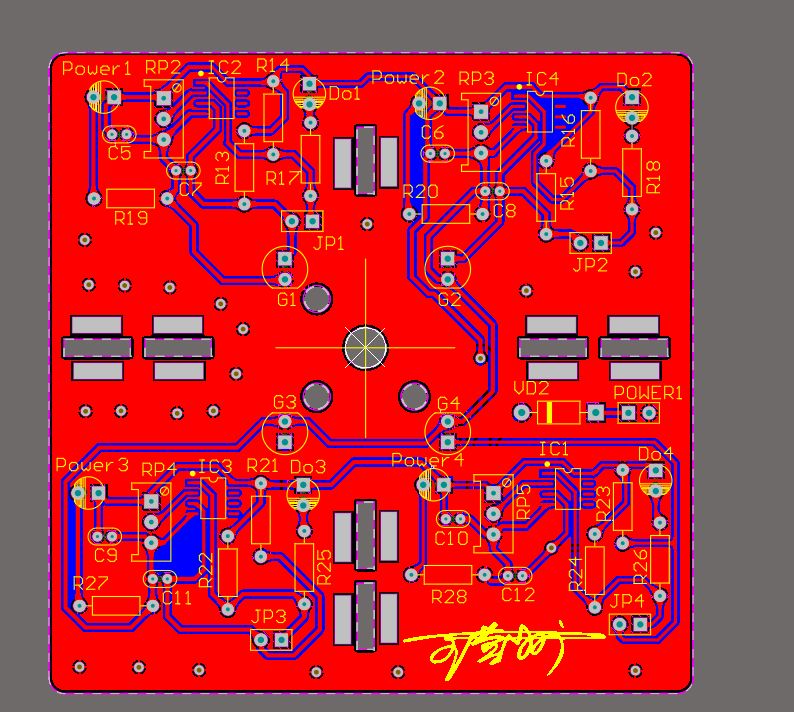 Power1 RP2 IC2 R14 Do1
C5 C7 R13 R17
R19 JP1 G1
Power2 RP3 IC4 Do2
C6 R16 R15 R18
R20 C8 JP2 G2
G3 G4 VD2 POWER1
Power3 RP4 IC3 R21 Do3
C9 R22 R25
R27 C11 JP3
Power4 RP5 IC1 Do4
C10 R23 R24 R26
R28 C12 JP4